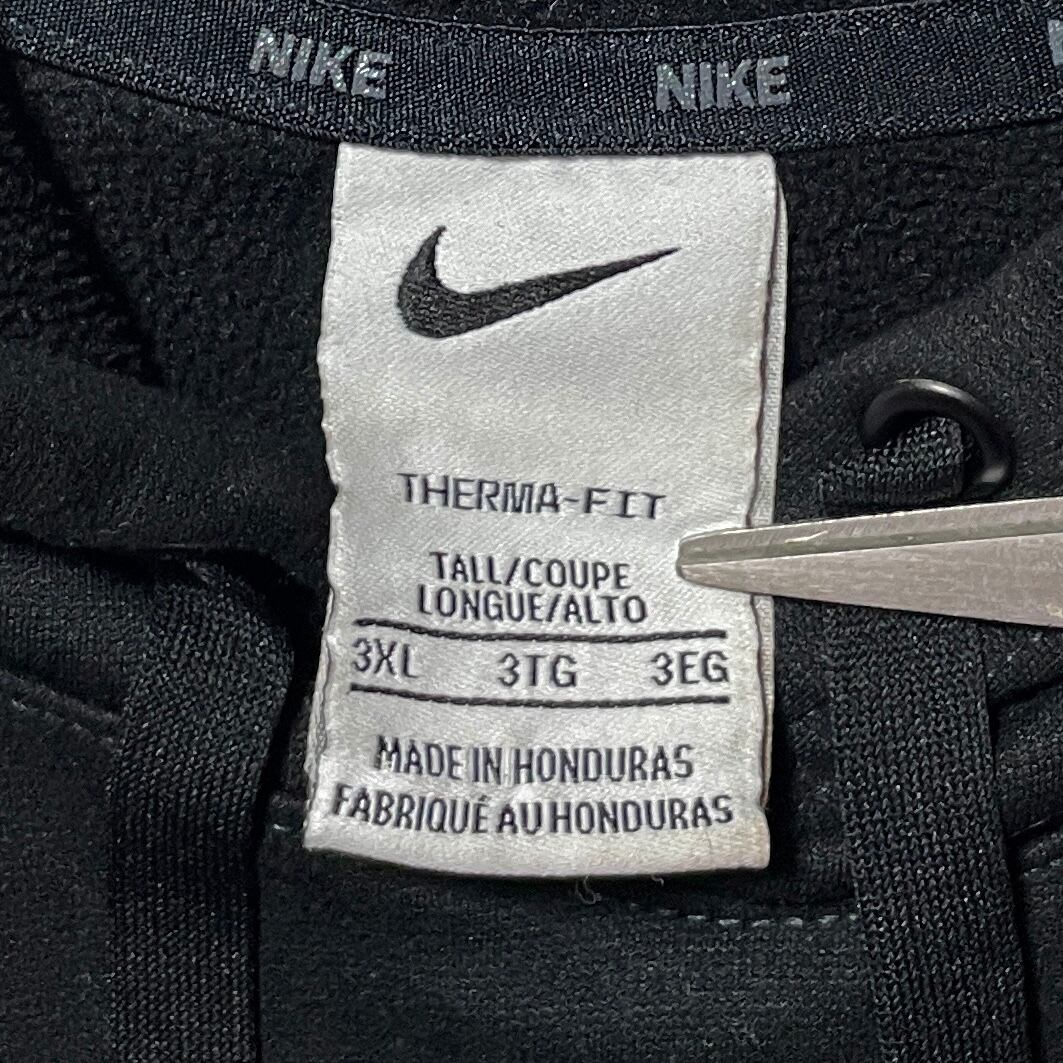 NIKE NIKE
THERMA-FIT
TALL/COUPE
LONGUE/ALTO
3XL 3TG 3EG
MADE IN HONDURAS
FABRIQUÉ AU HONDURAS